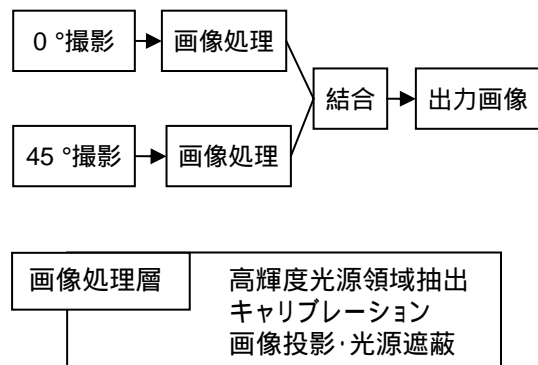 0 °撮影
画像処理
結合
出力画像
45 °撮影
画像処理
画像処理層
高輝度光源領域抽出
キャリブレーション
画像投影･光源遮蔽